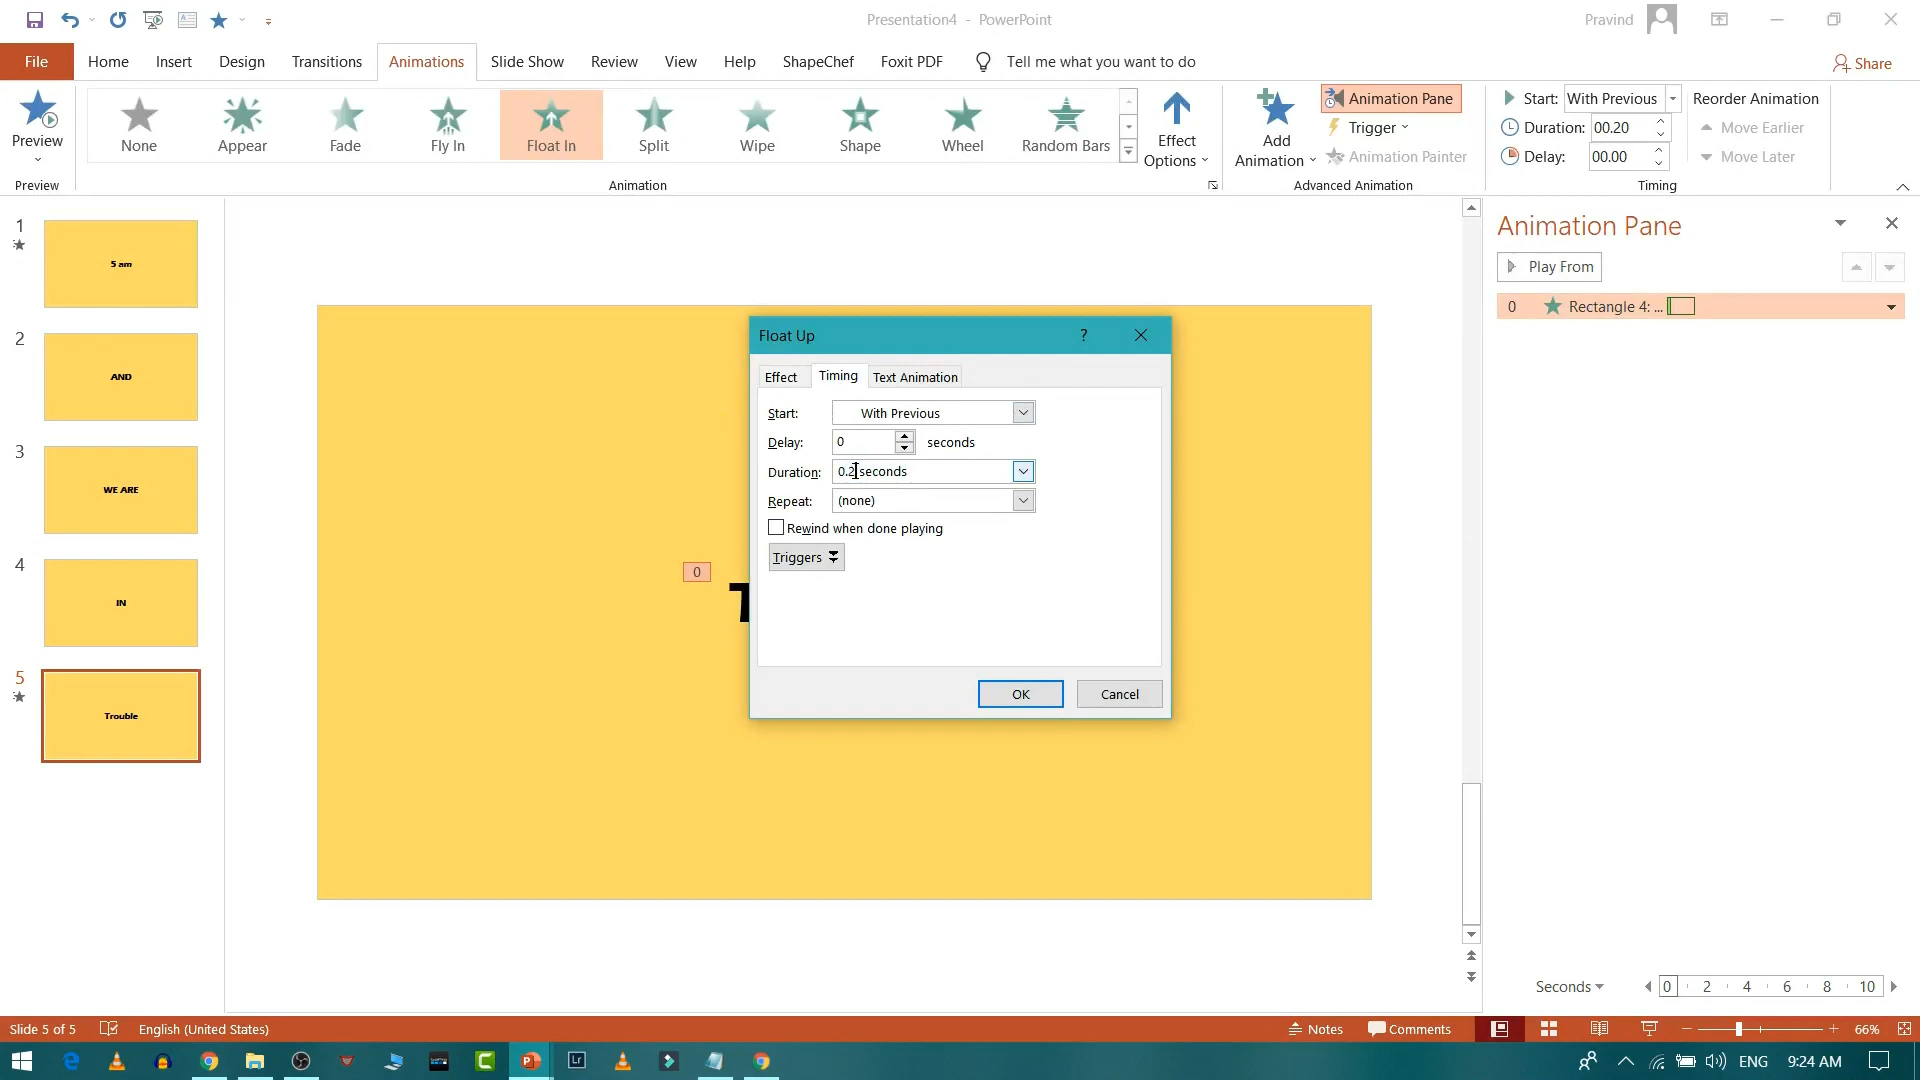 Presentation4 - PowerPoint
Pravind
File Home Insert Design Transitions Animations Slide Show Review View Help ShapeChef Foxit PDF Tell me what you want to do Share
Preview
None Appear Fade Fly In Float In Split Wipe Shape Wheel Random Bars
Effect Options
Add Animation
Animation Pane
Trigger
Animation Painter
Start: With Previous
Duration: 00.20
Delay: 00.00
Reorder Animation
Move Earlier
Move Later
Preview Animation Advanced Animation Timing
1
5 am
2
AND
3
WE ARE
4
IN
5
Trouble
0
T
Float Up ?
Effect Timing Text Animation
Start: With Previous
Delay: 0 seconds
Duration: 0.2 seconds
Repeat: (none)
Rewind when done playing
Triggers
OK Cancel
Animation Pane
Play From
0 Rectangle 4: ...
Seconds 0 2 4 6 8 10
Slide 5 of 5 English (United States) Notes Comments 66%
Lr
ENG 9:24 AM